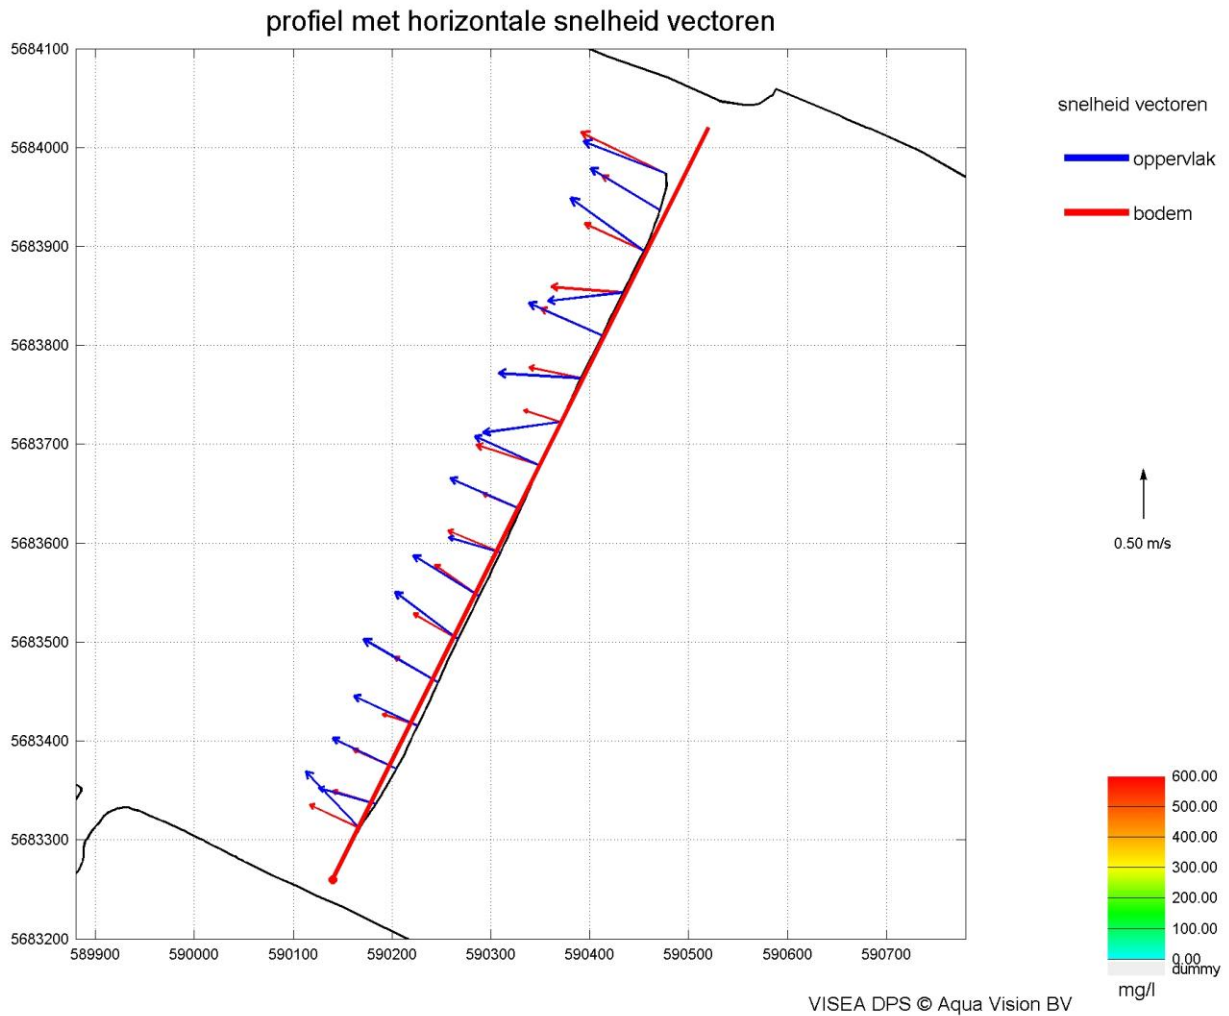 profiel met horizontale snelheid vectoren
5684100
5684000
5683900
5683800
5683700
5683600
5683500
5683400
5683300
5683200
589900 590000 590100 590200 590300 590400 590500 590600 590700
snelheid vectoren
oppervlak
bodem
0.50 m/s
600.00
500.00
400.00
300.00
200.00
100.00
0.00
dummy
mg/l
VISEA DPS © Aqua Vision BV